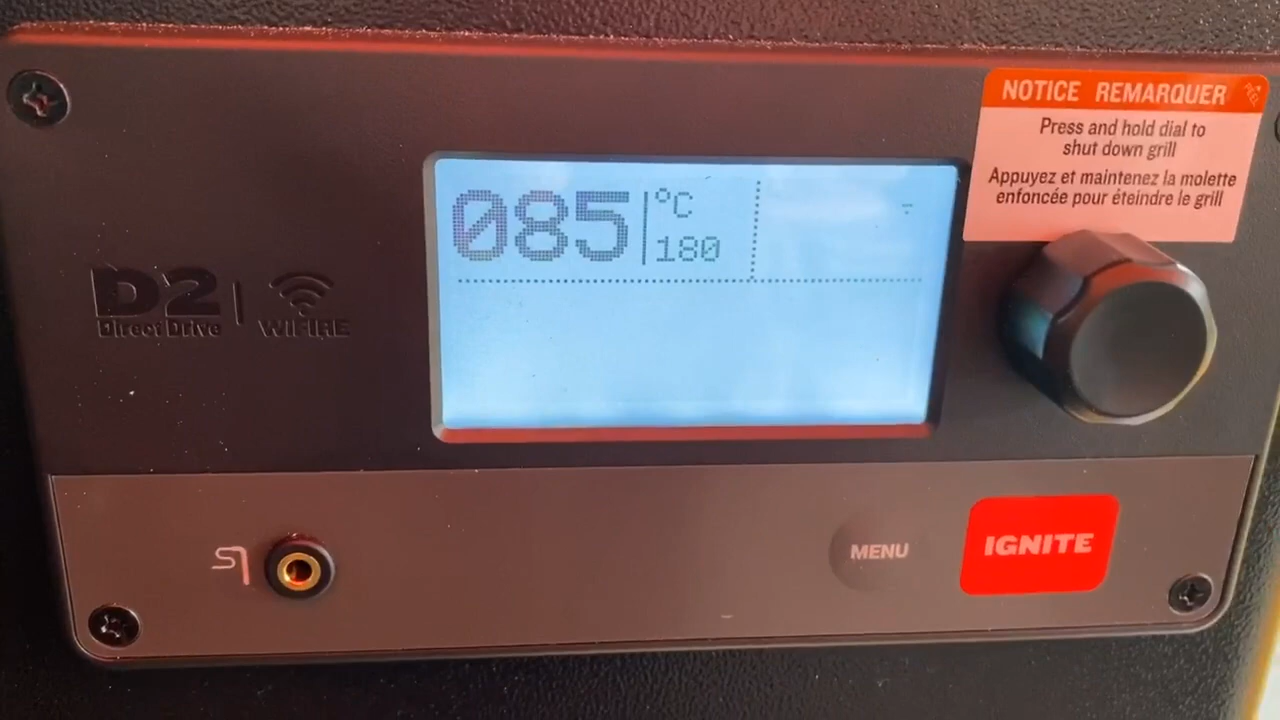 NOTICE REMARQUER
Press and hold dial to
shut down grill
Appuyez et maintenez la molette
enfoncée pour éteindre le grill
085 °C
180
D2
Direct Drive
WIFIRE
MENU
IGNITE